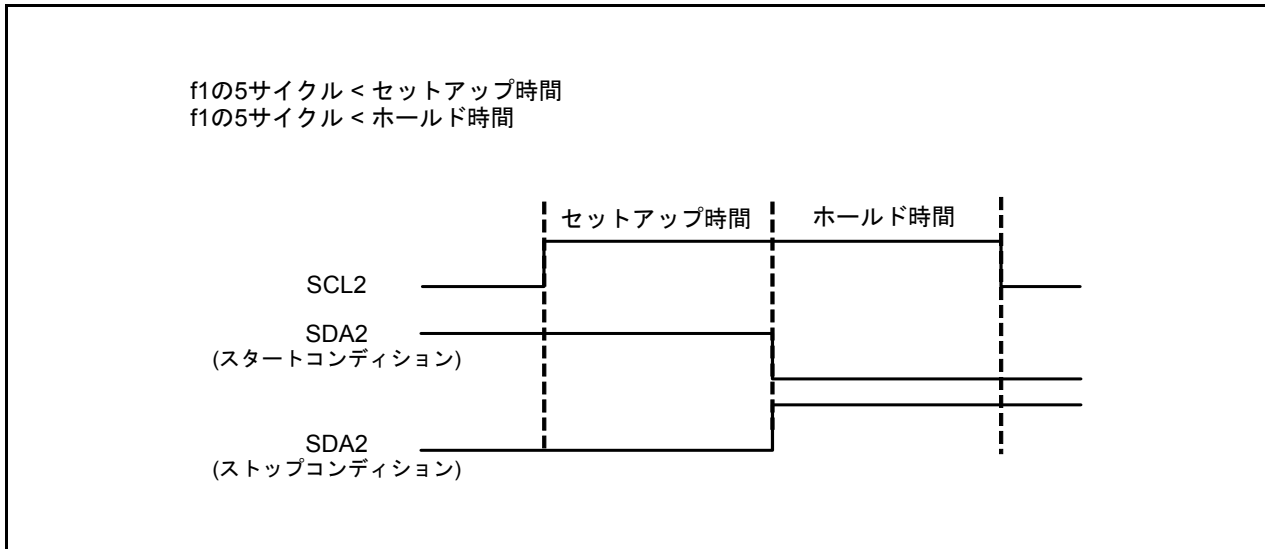 f1の5サイクル < セットアップ時間
f1の5サイクル < ホールド時間
セットアップ時間
ホールド時間
SCL2
SDA2
(スタートコンディション)
SDA2
(ストップコンディション)